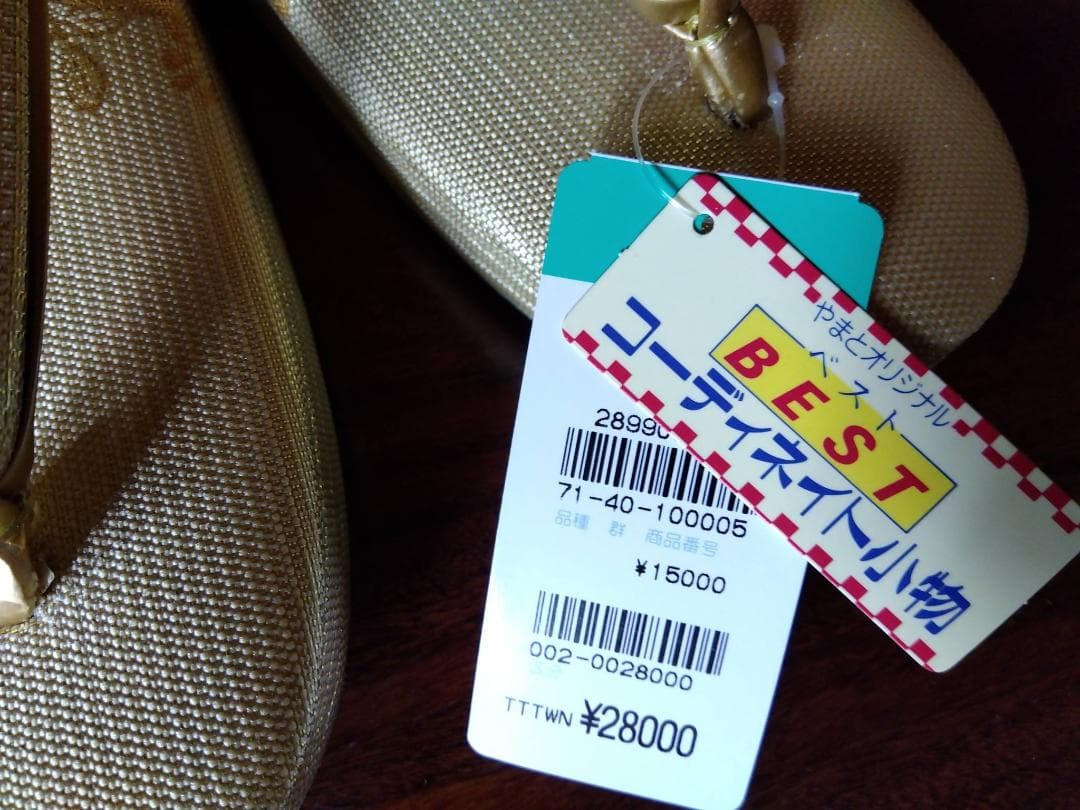 やまとオリジナル
ベスト
BEST
コーディネイト小物
2899
71-40-100005
品種 群 商品番号
¥15000
002-0028000
TTTWN ¥28000